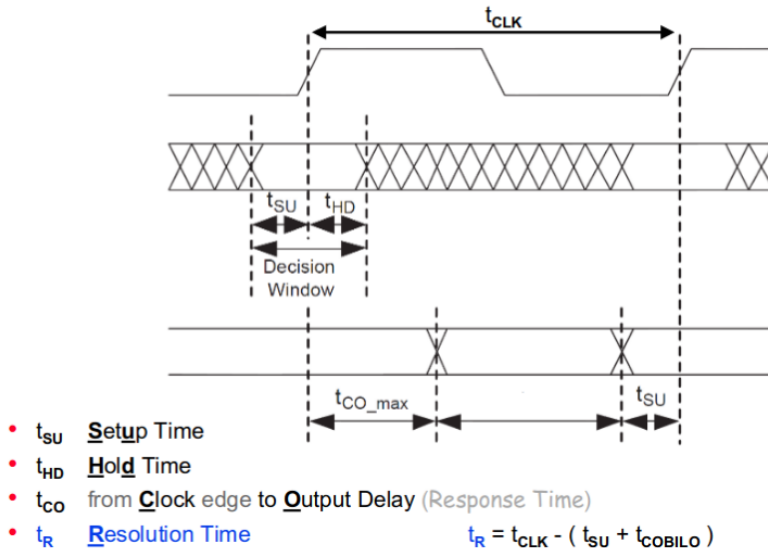 tCLK
tSU tHD
Decision
Window
tCO_max tSU
• tSU Setup Time
• tHD Hold Time
• tCO from Clock edge to Output Delay (Response Time)
• tR Resolution Time tR = tCLK - ( tSU + tCOBILO )